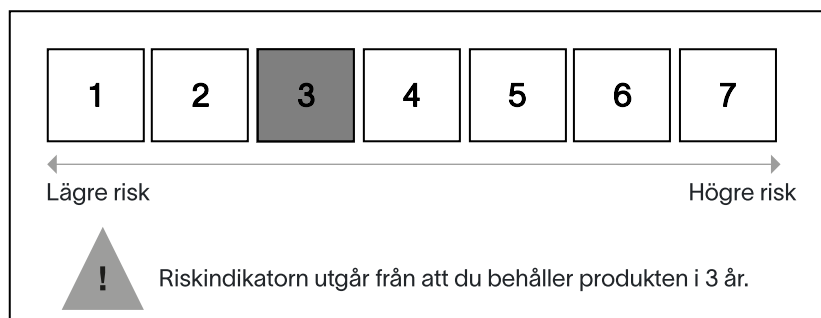 1 2 3 4 5 6 7
Lägre risk Högre risk
! Riskindikatorn utgår från att du behåller produkten i 3 år.